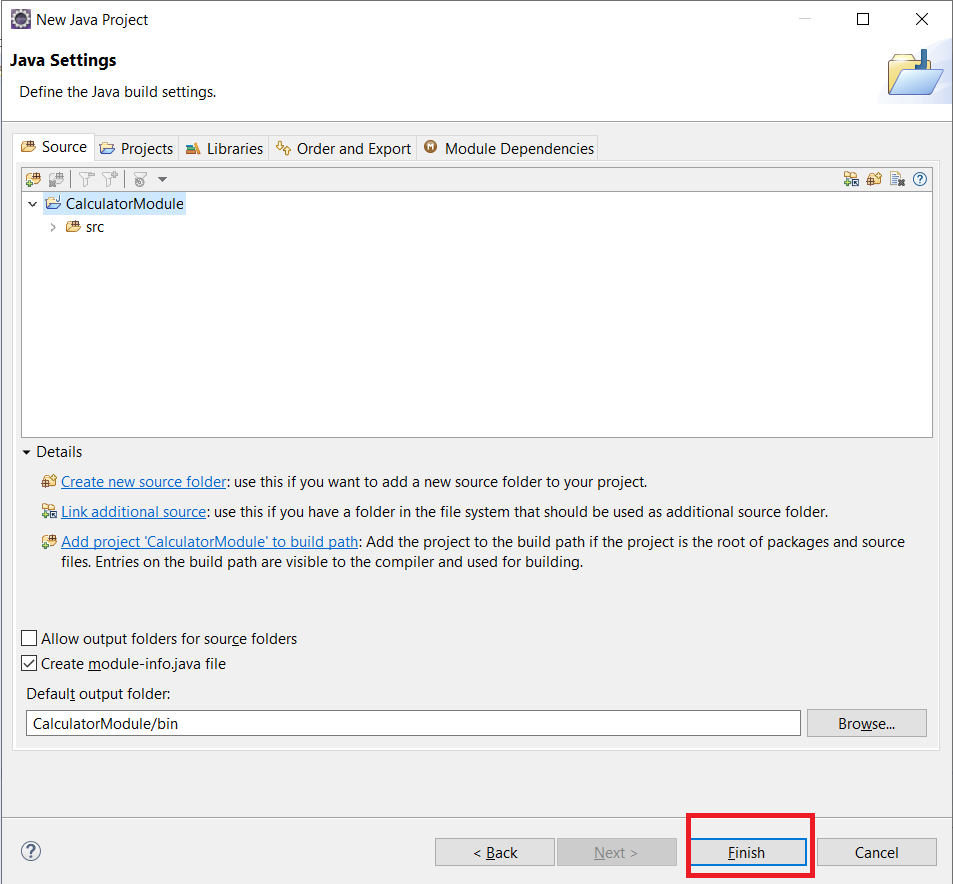 New Java Project
Java Settings
Define the Java build settings.
Source Projects Libraries Order and Export Module Dependencies
CalculatorModule
src
Details
Create new source folder: use this if you want to add a new source folder to your project.
Link additional source: use this if you have a folder in the file system that should be used as additional source folder.
Add project 'CalculatorModule' to build path: Add the project to the build path if the project is the root of packages and source
files. Entries on the build path are visible to the compiler and used for building.
Allow output folders for source folders
Create module-info.java file
Default output folder:
CalculatorModule/bin Browse...
< Back Next > Finish Cancel